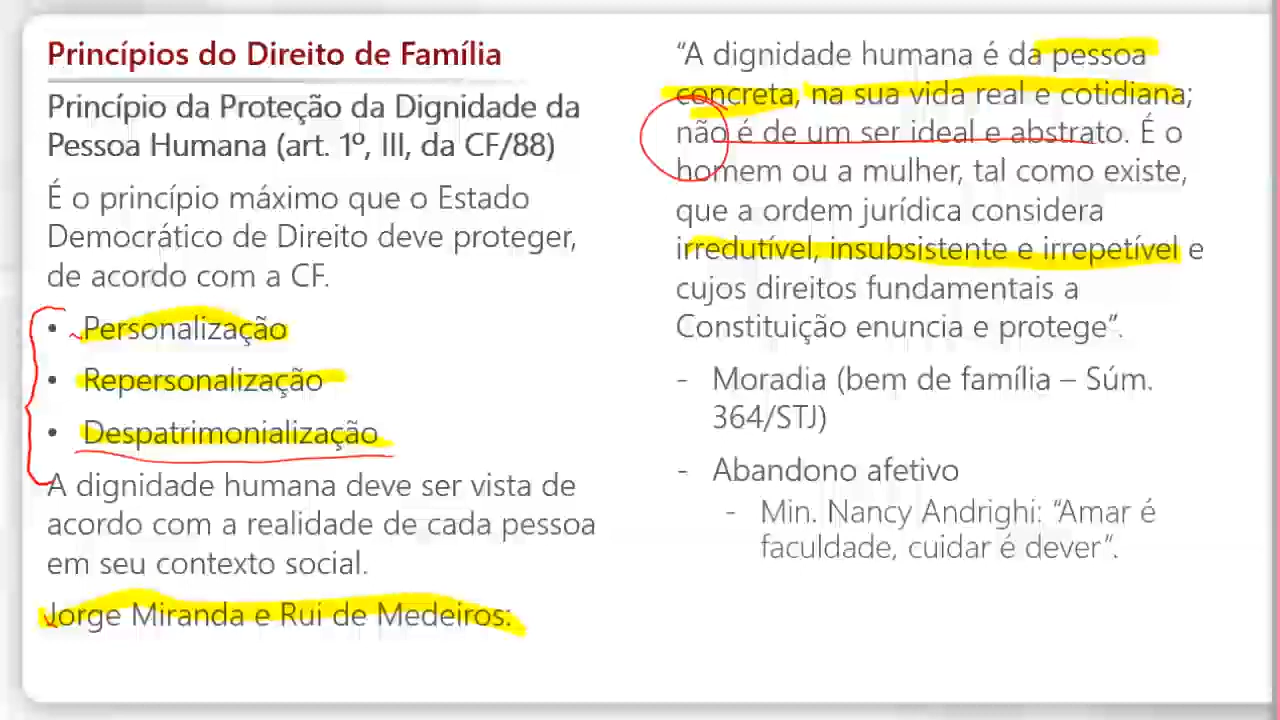 Princípios do Direito de Família
Princípio da Proteção da Dignidade da
Pessoa Humana (art. 1º, III, da CF/88)
É o princípio máximo que o Estado
Democrático de Direito deve proteger,
de acordo com a CF.
• Personalização
• Repersonalização
• Despatrimonialização
A dignidade humana deve ser vista de
acordo com a realidade de cada pessoa
em seu contexto social.
Jorge Miranda e Rui de Medeiros:
“A dignidade humana é da pessoa
concreta, na sua vida real e cotidiana;
não é de um ser ideal e abstrato. É o
homem ou a mulher, tal como existe,
que a ordem jurídica considera
irredutível, insubsistente e irrepetível e
cujos direitos fundamentais a
Constituição enuncia e protege”.
- Moradia (bem de família – Súm.
364/STJ)
- Abandono afetivo
- Min. Nancy Andrighi: “Amar é
faculdade, cuidar é dever”.